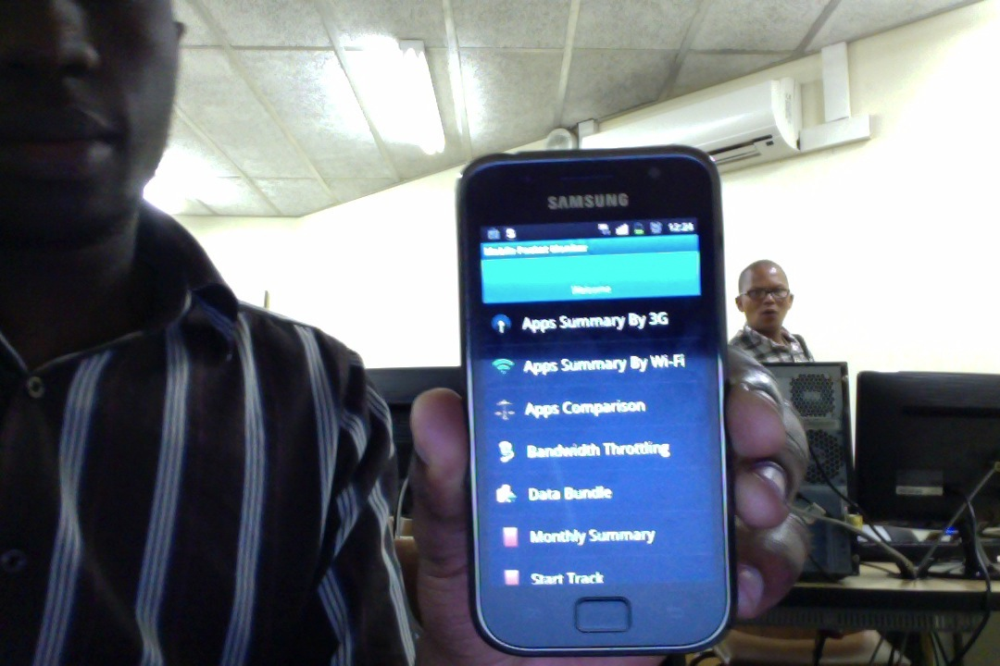 SAMSUNG
12:24
Welcome
Apps Summary By 3G
Apps Summary By Wi-Fi
Apps Comparison
Bandwidth Throttling
Data Bundle
Monthly Summary
Start Track